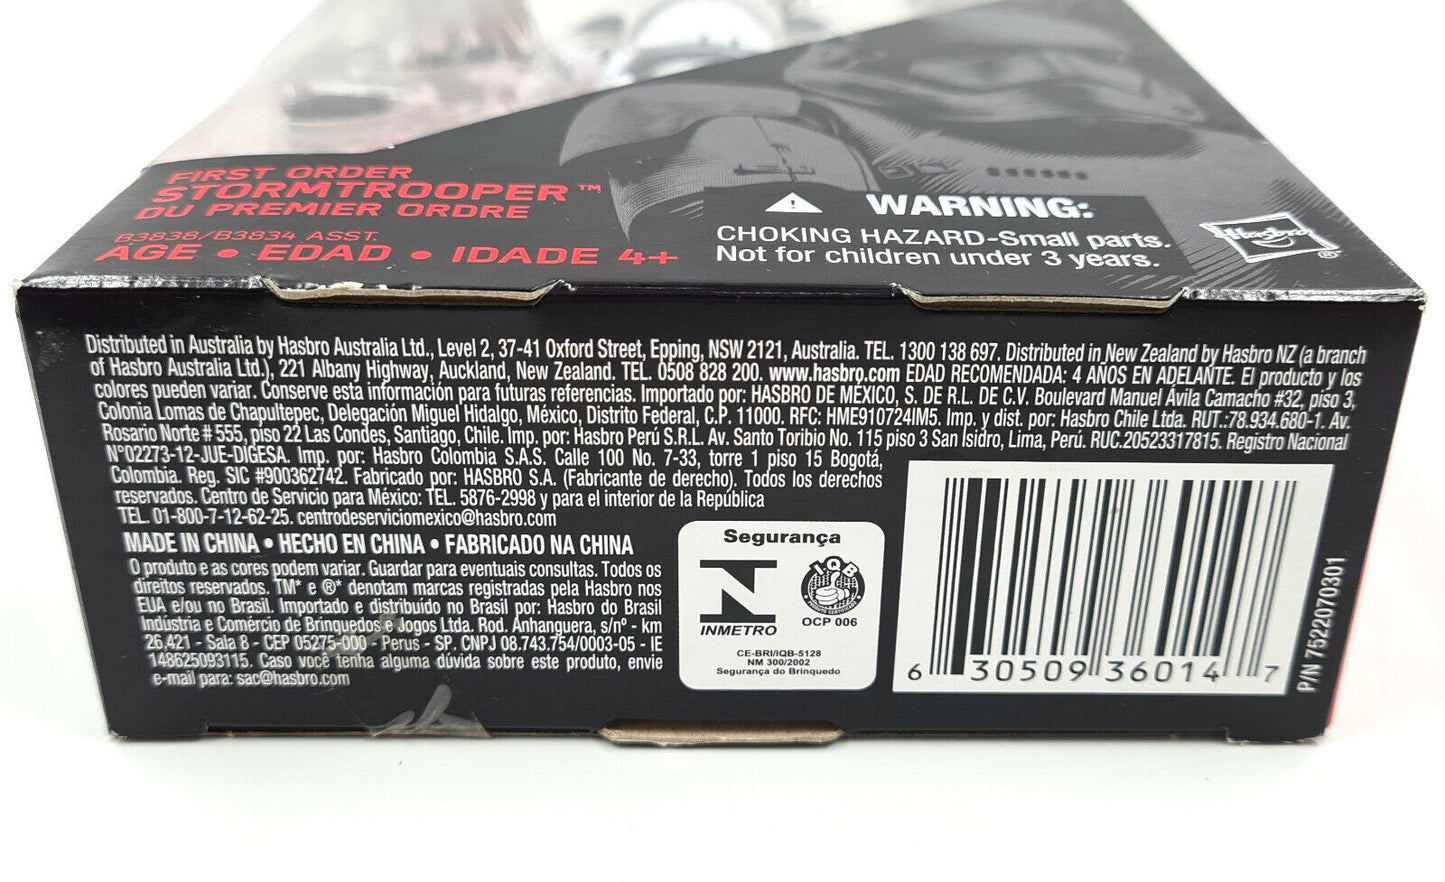 FIRST ORDER
STORMTROOPER™
DU PREMIER ORDRE
B3838/B3834 ASST.
AGE • EDAD • IDADE 4+
WARNING:
CHOKING HAZARD-Small parts.
Not for children under 3 years.
Hasbro®
Distributed in Australia by Hasbro Australia Ltd., Level 2, 37-41 Oxford Street, Epping, NSW 2121, Australia. TEL. 1300 138 697. Distributed in New Zealand by Hasbro NZ (a branch
of Hasbro Australia Ltd.), 221 Albany Highway, Auckland, New Zealand. TEL. 0508 828 200. www.hasbro.com EDAD RECOMENDADA: 4 AÑOS EN ADELANTE. El producto y los
colores pueden variar. Conserve esta información para futuras referencias. Importado por: HASBRO DE MEXICO, S. DE R.L. DE C.V. Boulevard Manuel Ávila Camacho #32, piso 3,
Colonia Lomas de Chapultepec, Delegación Miguel Hidalgo, México, Distrito Federal, C.P. 11000. RFC: HME910724IM5. Imp. y dist. por: Hasbro Chile Ltda. RUT.:78.934.680-1. Av.
Rosario Norte # 555, piso 22 Las Condes, Santiago, Chile. Imp. por: Hasbro Perú S.R.L. Av. Santo Toribio No. 115 piso 3 San Isidro, Lima, Perú. RUC.20523317815. Registro Nacional
N°02273-12-JUE-DIGESA. Imp. por: Hasbro Colombia S.A.S. Calle 100 No. 7-33, torre 1 piso 15 Bogotá,
Colombia. Reg. SIC #900362742. Fabricado por: HASBRO S.A. (Fabricante de derecho). Todos los derechos
reservados. Centro de Servicio para México: TEL. 5876-2998 y para el interior de la República
TEL. 01-800-7-12-62-25. centrodeserviciomexico@hasbro.com
MADE IN CHINA • HECHO EN CHINA • FABRICADO NA CHINA
O produto e as cores podem variar. Guardar para eventuais consultas. Todos os
direitos reservados. TM* e ®* denotam marcas registradas pela Hasbro nos
EUA e/ou no Brasil. Importado e distribuído no Brasil por: Hasbro do Brasil
Indústria e Comércio de Brinquedos e Jogos Ltda. Rod. Anhanguera, s/nº - km
26,421 - Sala 8 - CEP 05275-000 - Perus - SP. CNPJ 08.743.754/0003-05 - IE
148625093115. Caso você tenha alguma dúvida sobre este produto, envie
e-mail para: sac@hasbro.com
Segurança
INMETRO
IQB
PRODUTO CERTIFICADO
OCP 006
CE-BRI/IQB-5128
NM 300/2002
Segurança do Brinquedo
6 30509 36014 7
P/N 7522070301